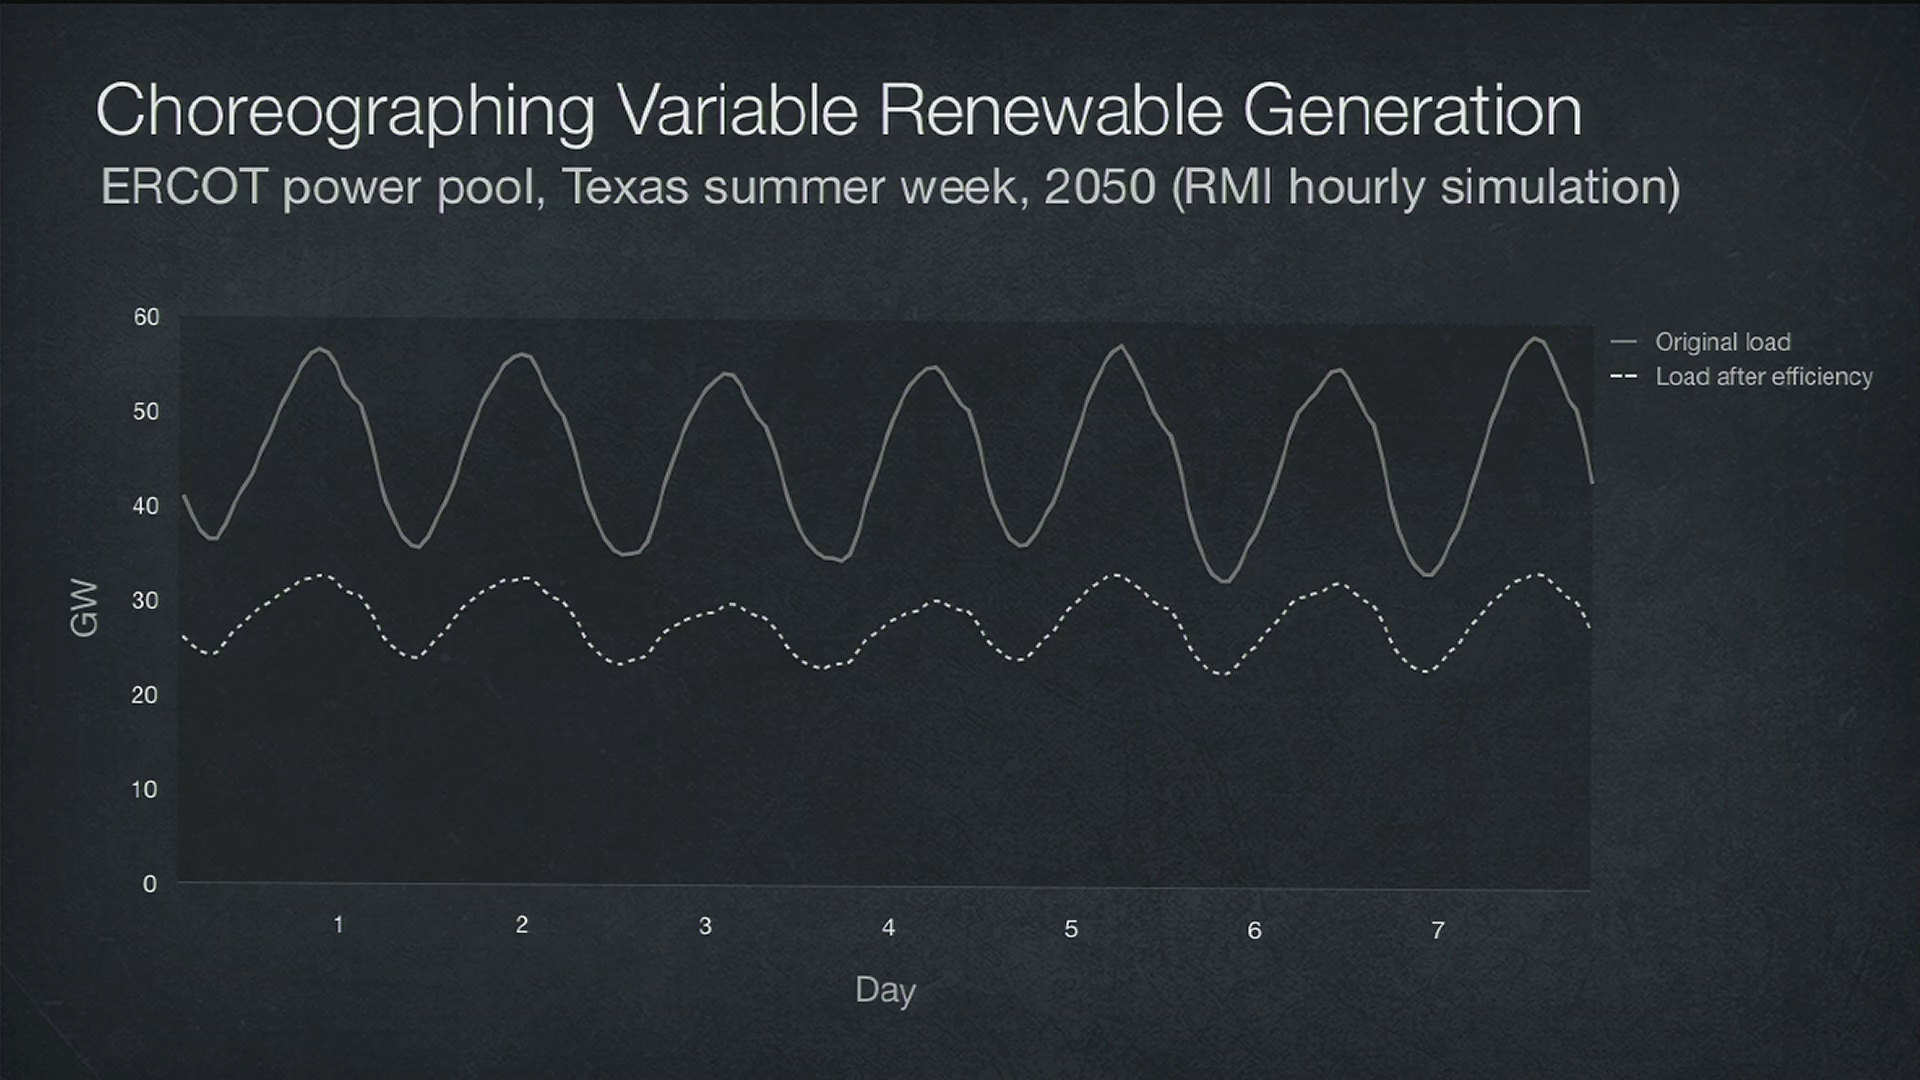 Choreographing Variable Renewable Generation
ERCOT power pool, Texas summer week, 2050 (RMI hourly simulation)
60
50
40
30
20
10
0
GW
1 2 3 4 5 6 7
Day
Original load
Load after efficiency